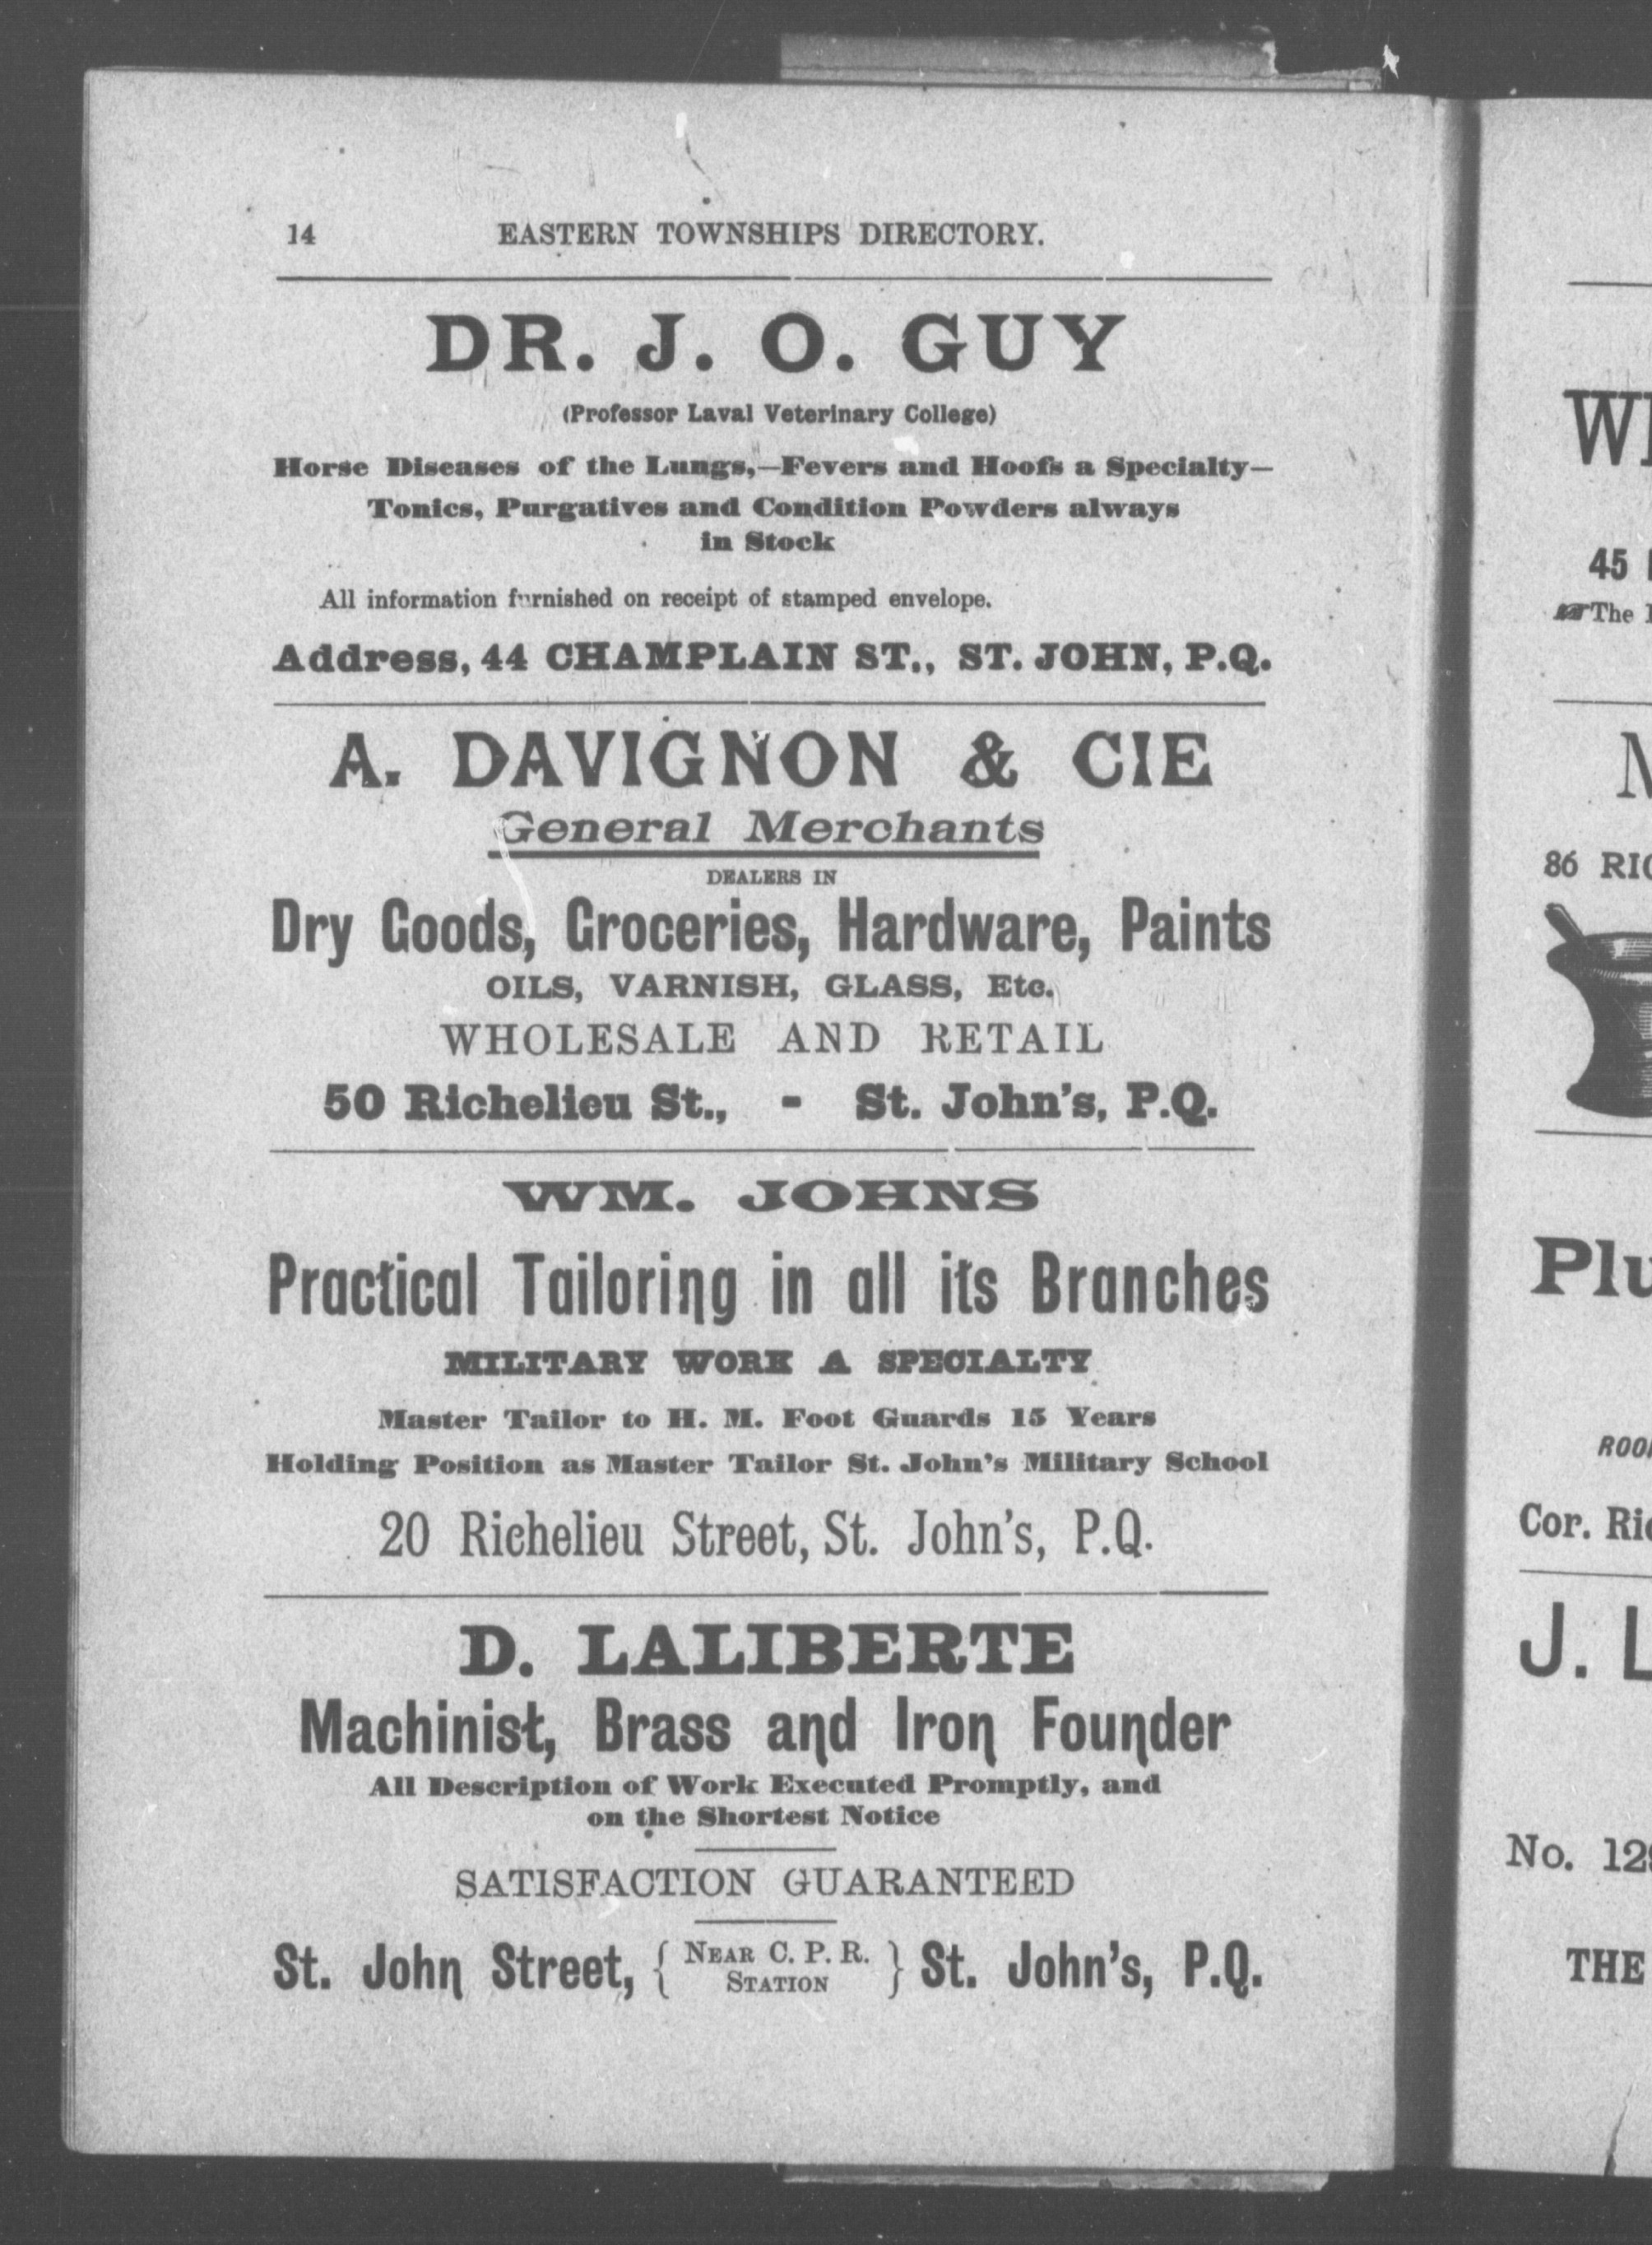 14 EASTERN TOWNSHIPS DIRECTORY.
DR. J. O. GUY
(Professor Laval Veterinary College)
Horse Diseases of the Lungs,—Fevers and Hoofs a Specialty—
Tonics, Purgatives and Condition Powders always
in Stock
All information furnished on receipt of stamped envelope.
Address, 44 CHAMPLAIN ST., ST. JOHN, P.Q.
A. DAVIGNON & CIE
General Merchants
DEALERS IN
Dry Goods, Groceries, Hardware, Paints
OILS, VARNISH, GLASS, Etc.
WHOLESALE AND RETAIL
50 Richelieu St., - St. John's, P.Q.
WM. JOHNS
Practical Tailoring in all its Branches
MILITARY WORK A SPECIALTY
Master Tailor to H. M. Foot Guards 15 Years
Holding Position as Master Tailor St. John's Military School
20 Richelieu Street, St. John's, P.Q.
D. LALIBERTE
Machinist, Brass and Iron Founder
All Description of Work Executed Promptly, and
on the Shortest Notice
SATISFACTION GUARANTEED
St. John Street, { NEAR C. P. R. STATION } St. John's, P.Q.
45
The
86
Cor.
J.
No.
THE